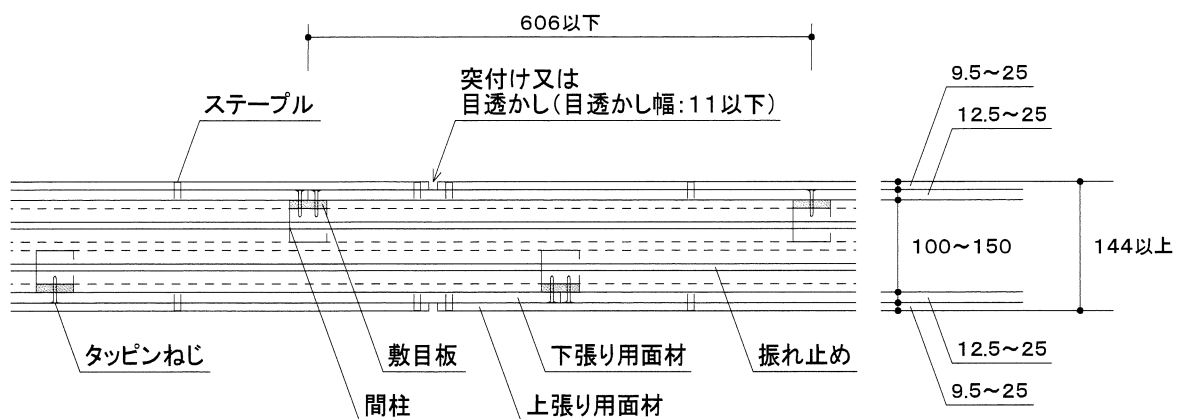 606以下
突付け又は
目透かし(目透かし幅:11以下)
ステープル
9.5~25
12.5~25
100~150
144以上
タッピンねじ
敷目板
下張り用面材
振れ止め
12.5~25
間柱
上張り用面材
9.5~25